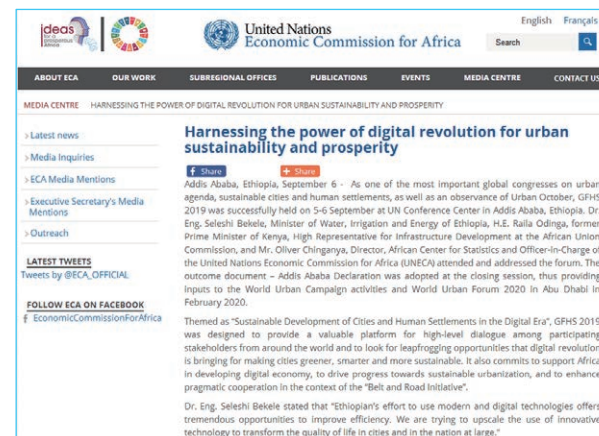 English Français
ideas
for a
prosperous
Africa
United Nations
Economic Commission for Africa
Search
ABOUT ECA OUR WORK SUBREGIONAL OFFICES PUBLICATIONS EVENTS MEDIA CENTRE CONTACT US
MEDIA CENTRE HARNESSING THE POWER OF DIGITAL REVOLUTION FOR URBAN SUSTAINABILITY AND PROSPERITY
Latest news
Media Inquiries
ECA Media Mentions
Executive Secretary's Media
Mentions
Outreach
LATEST TWEETS
Tweets by @ECA_OFFICIAL
FOLLOW ECA ON FACEBOOK
EconomicCommissionForAfrica
Harnessing the power of digital revolution for urban
sustainability and prosperity
f Share + Share
Addis Ababa, Ethiopia, September 6 - As one of the most important global congresses on urban
agenda, sustainable cities and human settlements, as well as an observation of Urban October, GFHS
2019 was successfully held on 5-6 September at UN Conference Center in Addis Ababa, Ethiopia. Dr.
Eng. Seleshi Bekele, Minister of Water, Irrigation and Energy of Ethiopia, H.E. Raila Odinga, former
Prime Minister of Kenya, High Representative for Infrastructure Development at the African Union
Commission, and Mr. Oliver Chinganya, Director, African Center for Statistics and Officer-in-Charge of
the United Nations Economic Commission for Africa (UNECA) attended and addressed the forum. The
outcome document – Addis Ababa Declaration was adopted at the closing session, thus providing
inputs to the World Urban Campaign activities and World Urban Forum 2020 in Abu Dhabi in
February 2020.
Themed as "Sustainable Development of Cities and Human Settlements in the Digital Era", GFHS 2019
was designed to provide a valuable platform for high-level dialogue among participating
stakeholders from around the world and to look for leapfrogging opportunities that digital revolution
is bringing for making cities greener, smarter and more sustainable. It also commits to support Africa
in developing digital economy, to drive progress towards sustainable urbanization, and to enhance
pragmatic cooperation in the context of the "Belt and Road Initiative".
Dr. Eng. Seleshi Bekele stated that "Ethiopian's effort to use modern and digital technologies offers
tremendous opportunities to improve efficiency. We are trying to upscale the use of innovative
technology to transform the quality of life in cities and in the nation at large."